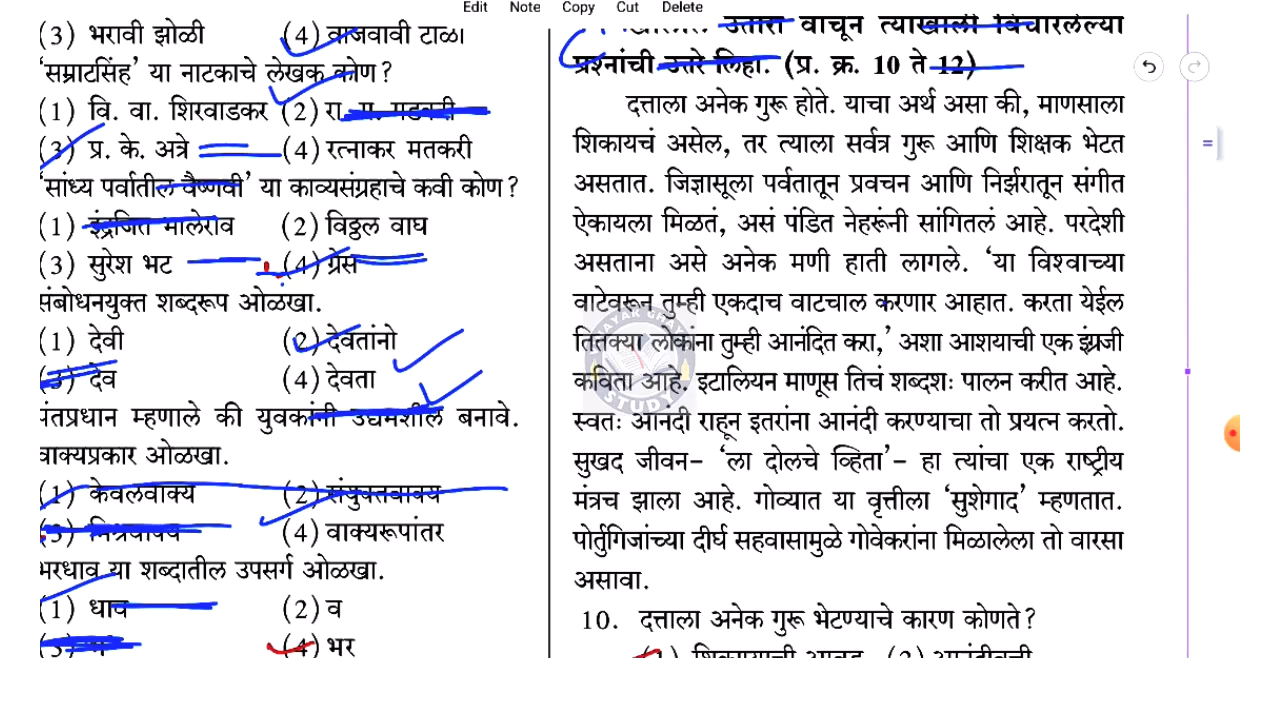 Edit Note Copy Cut Delete
(3) भरावी झोळी (4) वाजवावी टाळी
‘सम्राटसिंह’ या नाटकाचे लेखक कोण?
(1) वि. वा. शिरवाडकर (2) रा. ग. गडकरी
(3) प्र. के. अत्रे (4) रत्नाकर मतकरी
‘सांध्य पर्वातील वैष्णवी’ या काव्यसंग्रहाचे कवी कोण?
(1) इंद्रजित भालेराव (2) विठ्ठल वाघ
(3) सुरेश भट (4) ग्रेस
संबोधनयुक्त शब्दरूप ओळखा.
(1) देवी (2) देवतांनो
(3) देव (4) देवता
पंतप्रधान म्हणाले की युवकांनी उद्यमशील बनावे.
वाक्यप्रकार ओळखा.
(1) केवलवाक्य (2) संयुक्तवाक्य
(3) मिश्रवाक्य (4) वाक्यरूपांतर
भरधाव या शब्दातील उपसर्ग ओळखा.
(1) धाव (2) व
(4) भर
उतारा वाचून त्याखाली विचारलेल्या
प्रश्नांची उत्तरे लिहा. (प्र. क्र. 10 ते 12)
दत्ताला अनेक गुरू होते. याचा अर्थ असा की, माणसाला
शिकायचं असेल, तर त्याला सर्वत्र गुरू आणि शिक्षक भेटत
असतात. जिज्ञासूला पर्वतातून प्रवचन आणि निर्झरातून संगीत
ऐकायला मिळतं, असं पंडित नेहरूंनी सांगितलं आहे. परदेशी
असताना असे अनेक मणी हाती लागले. ‘या विश्वाच्या
वाटेवरून तुम्ही एकदाच वाटचाल करणार आहात. करता येईल
तितक्या लोकांना तुम्ही आनंदित करा,’ अशा आशयाची एक इंग्रजी
कविता आहे. इटालियन माणूस तिचं शब्दशः पालन करीत आहे.
स्वतः आनंदी राहून इतरांना आनंदी करण्याचा तो प्रयत्न करतो.
सुखद जीवन– ‘ला दोलचे व्हिता’– हा त्यांचा एक राष्ट्रीय
मंत्रच झाला आहे. गोव्यात या वृत्तीला ‘सुशेगाद’ म्हणतात.
पोर्तुगिजांच्या दीर्घ सहवासामुळे गोवेकरांना मिळालेला तो वारसा
असावा.
10. दत्ताला अनेक गुरू भेटण्याचे कारण कोणते?
STUDY